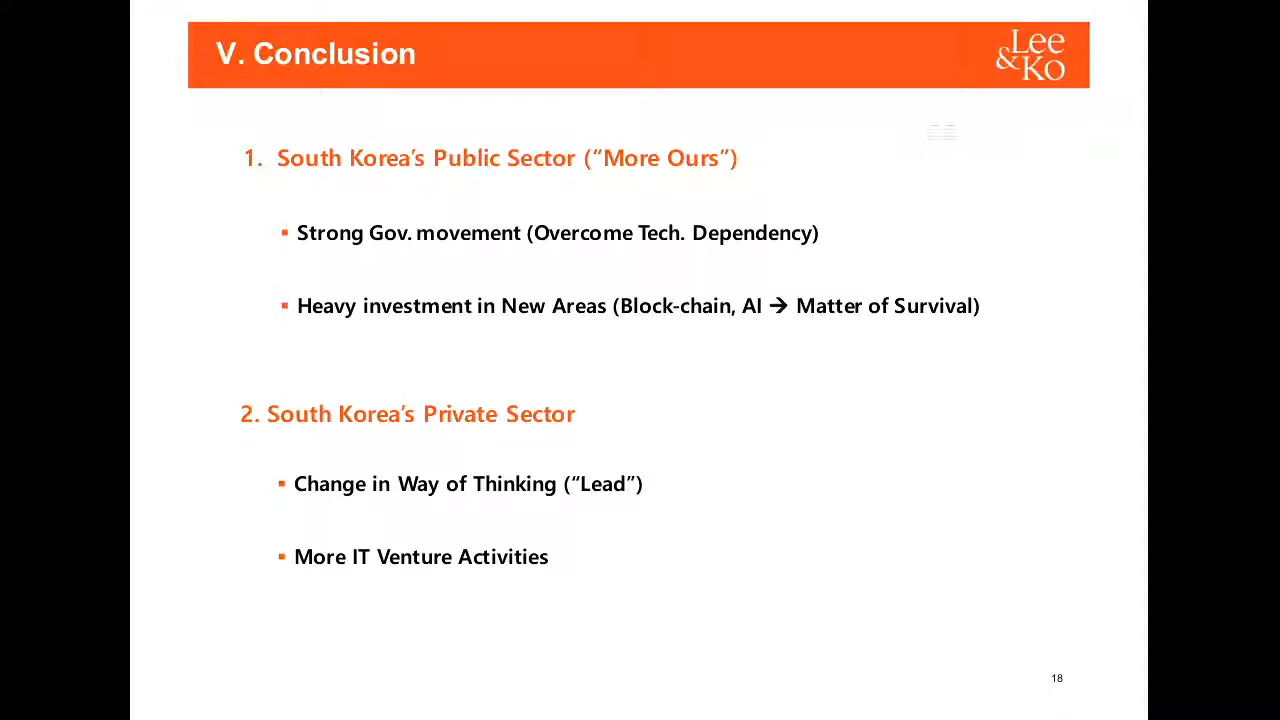 V. Conclusion
Lee
&Ko
1. South Korea's Public Sector (“More Ours”)
▪ Strong Gov. movement (Overcome Tech. Dependency)
▪ Heavy investment in New Areas (Block-chain, AI → Matter of Survival)
2. South Korea's Private Sector
▪ Change in Way of Thinking (“Lead”)
▪ More IT Venture Activities
18